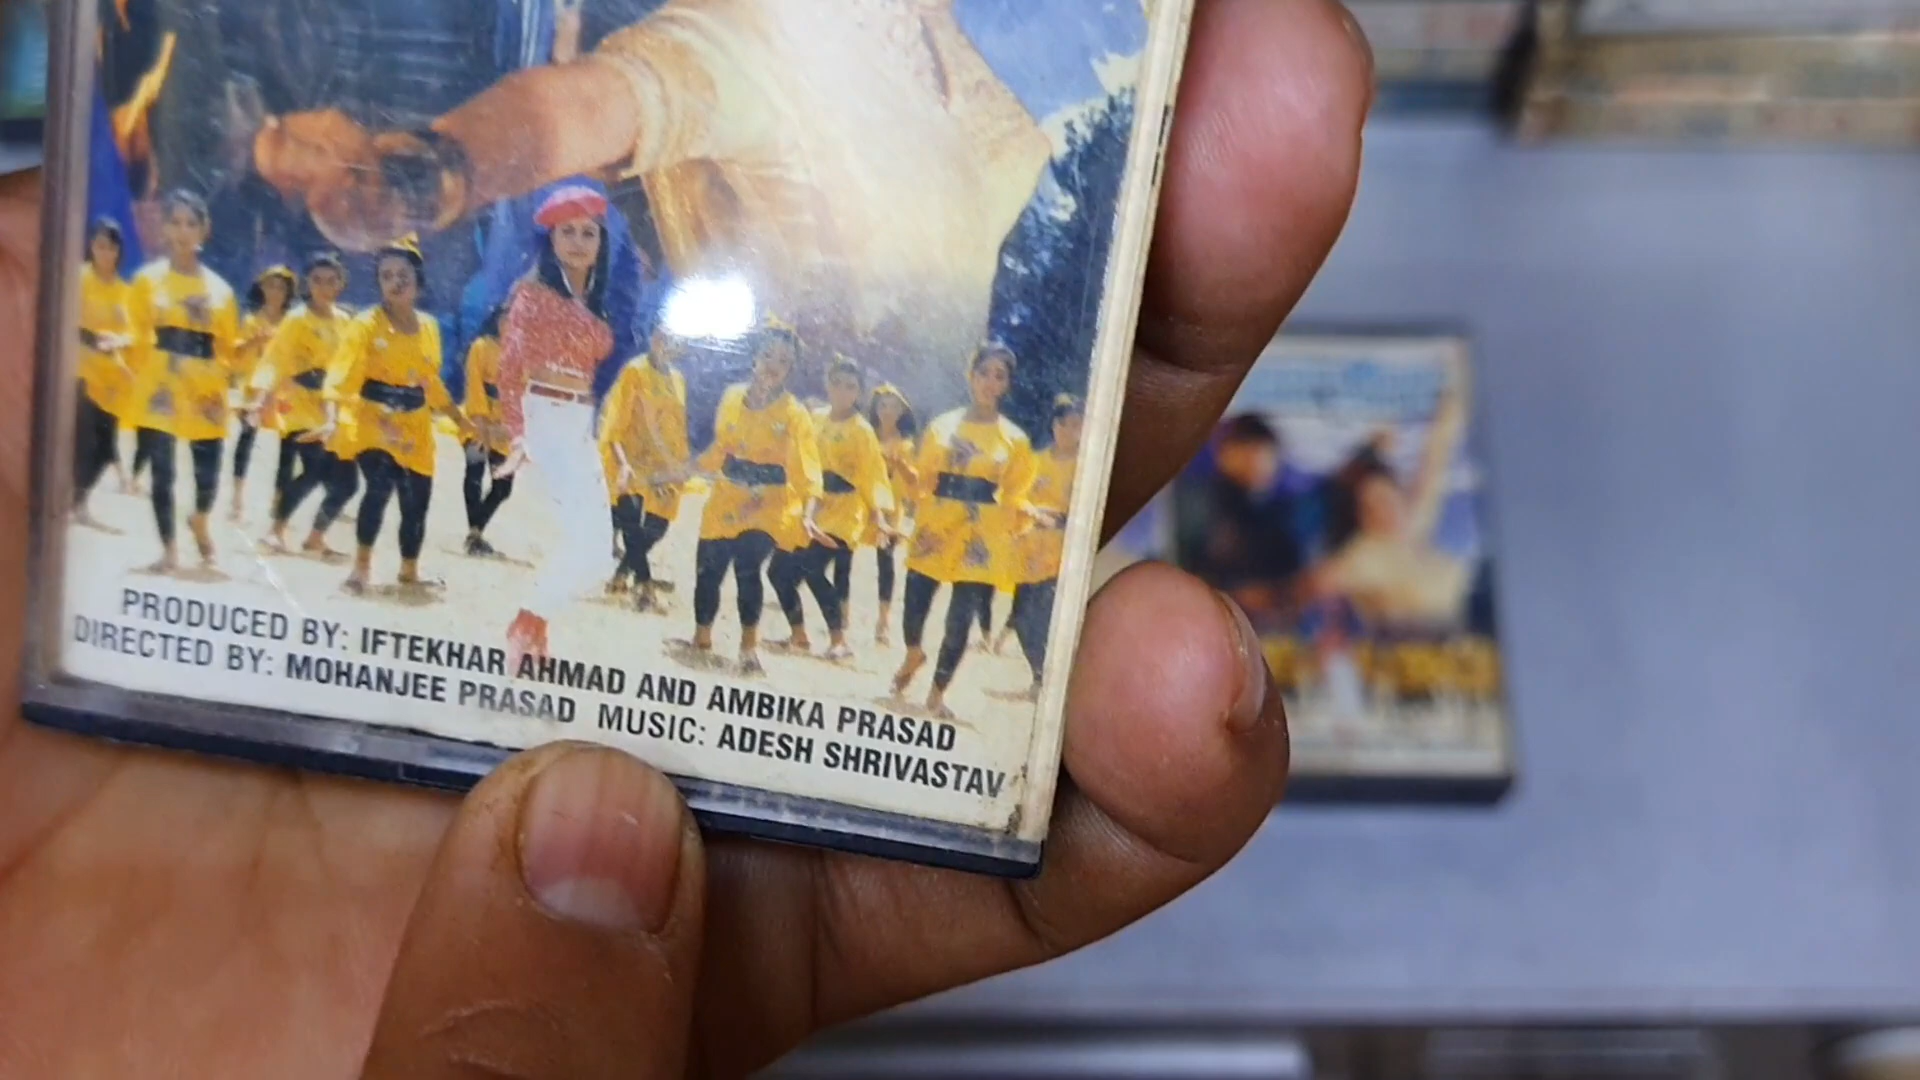 PRODUCED BY: IFTEKHAR AHMAD AND AMBIKA PRASAD
DIRECTED BY: MOHANJEE PRASAD MUSIC: ADESH SHRIVASTAV